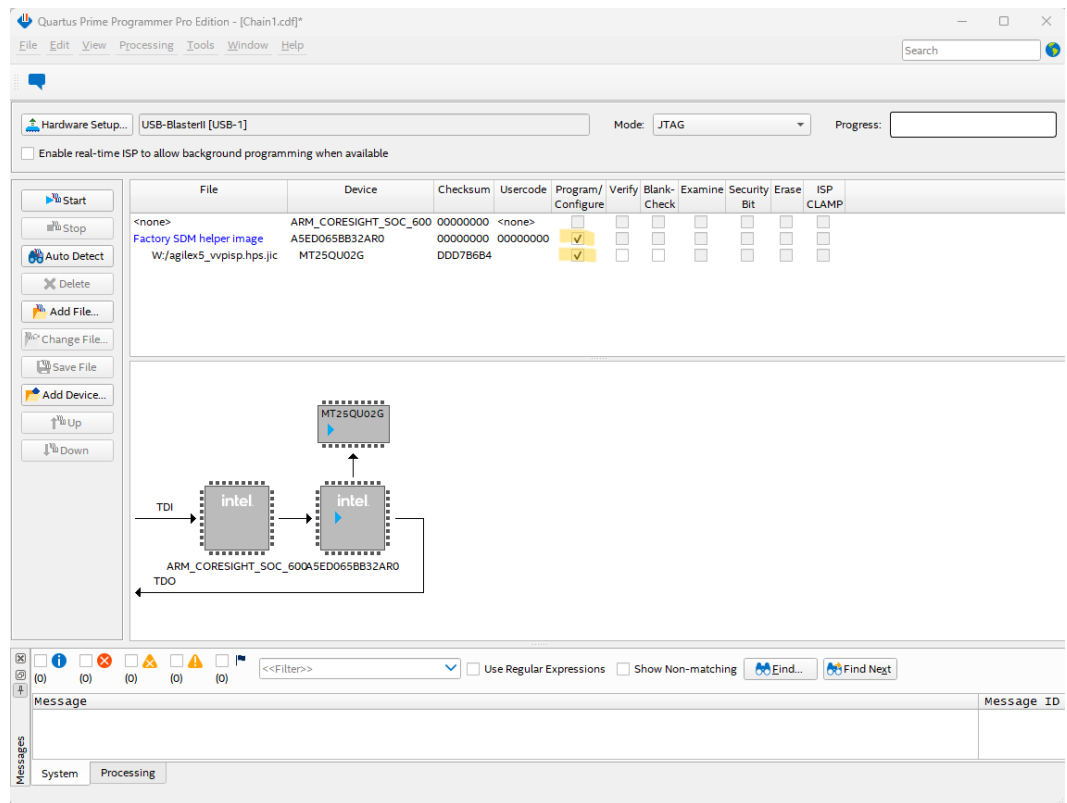 Quartus Prime Programmer Pro Edition - [Chain1.cdf]*
File Edit View Processing Tools Window Help
Search
Hardware Setup... USB-BlasterII [USB-1] Mode: JTAG Progress:
Enable real-time ISP to allow background programming when available
Start
Stop
Auto Detect
Delete
Add File...
Change File...
Save File
Add Device...
Up
Down
File Device Checksum Usercode Program/ Verify Blank- Examine Security Erase ISP
Configure Check Bit CLAMP
<none> ARM_CORESIGHT_SOC_600 00000000 <none>
Factory SDM helper image A5ED065BB32AR0 00000000 00000000
W:/agilex5_vvpisp.hps.jic MT25QU02G DDD7B6B4
MT25QU02G
TDI intel intel
ARM_CORESIGHT_SOC_600 A5ED065BB32AR0
TDO
(0) (0) (0) (0) (0) <<Filter>> Use Regular Expressions Show Non-matching Find... Find Next
Message Message ID
Messages
System Processing